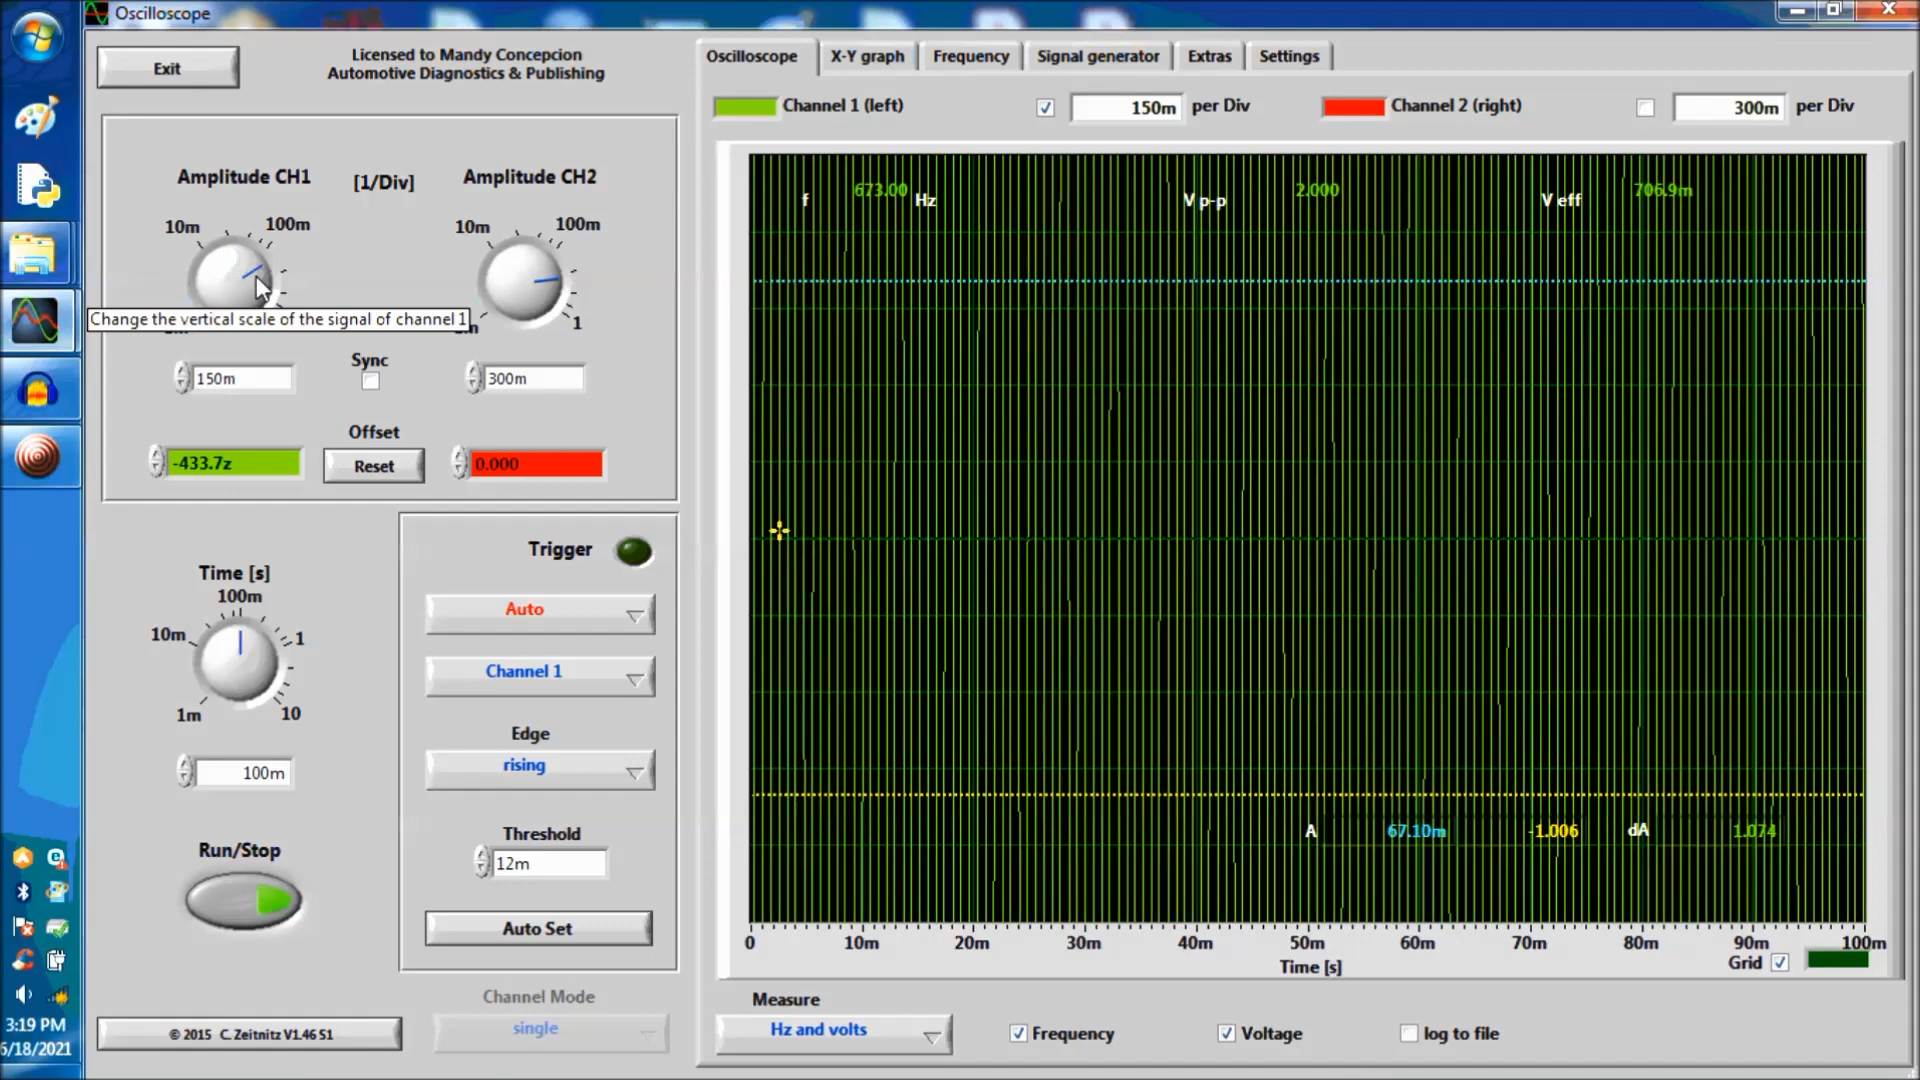 Oscilloscope
Exit
Licensed to Mandy Concepcion
Automotive Diagnostics & Publishing
Oscilloscope
X-Y graph
Frequency
Signal generator
Extras
Settings
Channel 1 (left)
150m
per Div
Channel 2 (right)
300m
per Div
Amplitude CH1
[1/Div]
Amplitude CH2
10m
100m
10m
100m
1
Change the vertical scale of the signal of channel 1
150m
Sync
300m
Offset
-433.7z
Reset
0.000
f
673.00
Hz
V p-p
2.000
V eff
706.9m
A
67.10m
-1.006
dA
1.074
Time [s]
100m
10m
1
1m
10
100m
Trigger
Auto
Channel 1
Edge
rising
Threshold
12m
Auto Set
Run/Stop
Channel Mode
single
© 2015 C. Zeitnitz V1.46 S1
0
10m
20m
30m
40m
50m
60m
70m
80m
90m
100m
Time [s]
Grid
Measure
Hz and volts
Frequency
Voltage
log to file
3:19 PM
6/18/2021